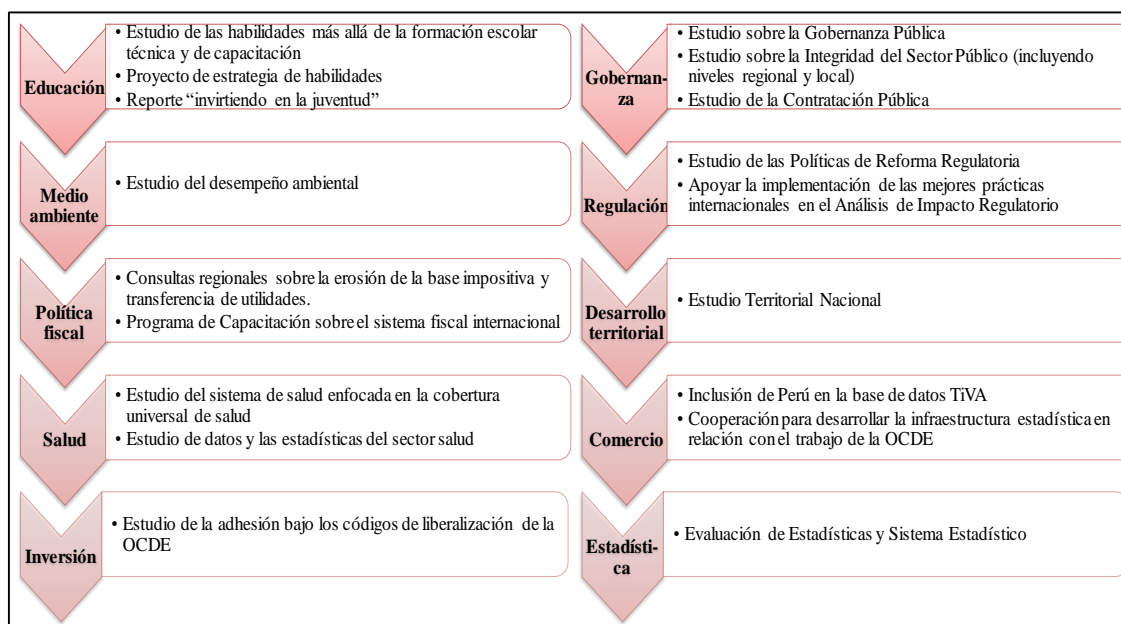 Educación
• Estudio de las habilidades más allá de la formación escolar
técnica y de capacitación
• Proyecto de estrategia de habilidades
• Reporte “invirtiendo en la juventud”
Medio
ambiente
• Estudio del desempeño ambiental
Política
fiscal
• Consultas regionales sobre la erosión de la base impositiva y
transferencia de utilidades.
• Programa de Capacitación sobre el sistema fiscal internacional
Salud
• Estudio del sistema de salud enfocada en la cobertura
universal de salud
• Estudio de datos y las estadísticas del sector salud
Inversión
• Estudio de la adhesión bajo los códigos de liberalización de la
OCDE
Gobernan-
za
• Estudio sobre la Gobernanza Pública
• Estudio sobre la Integridad del Sector Público (incluyendo
niveles regional y local)
• Estudio de la Contratación Pública
Regulación
• Estudio de las Políticas de Reforma Regulatoria
• Apoyar la implementación de las mejores prácticas
internacionales en el Análisis de Impacto Regulatorio
Desarrollo
territorial
• Estudio Territorial Nacional
Comercio
• Inclusión de Perú en la base de datos TiVA
• Cooperación para desarrollar la infraestructura estadística en
relación con el trabajo de la OCDE
Estadísti-
ca
• Evaluación de Estadísticas y Sistema Estadístico